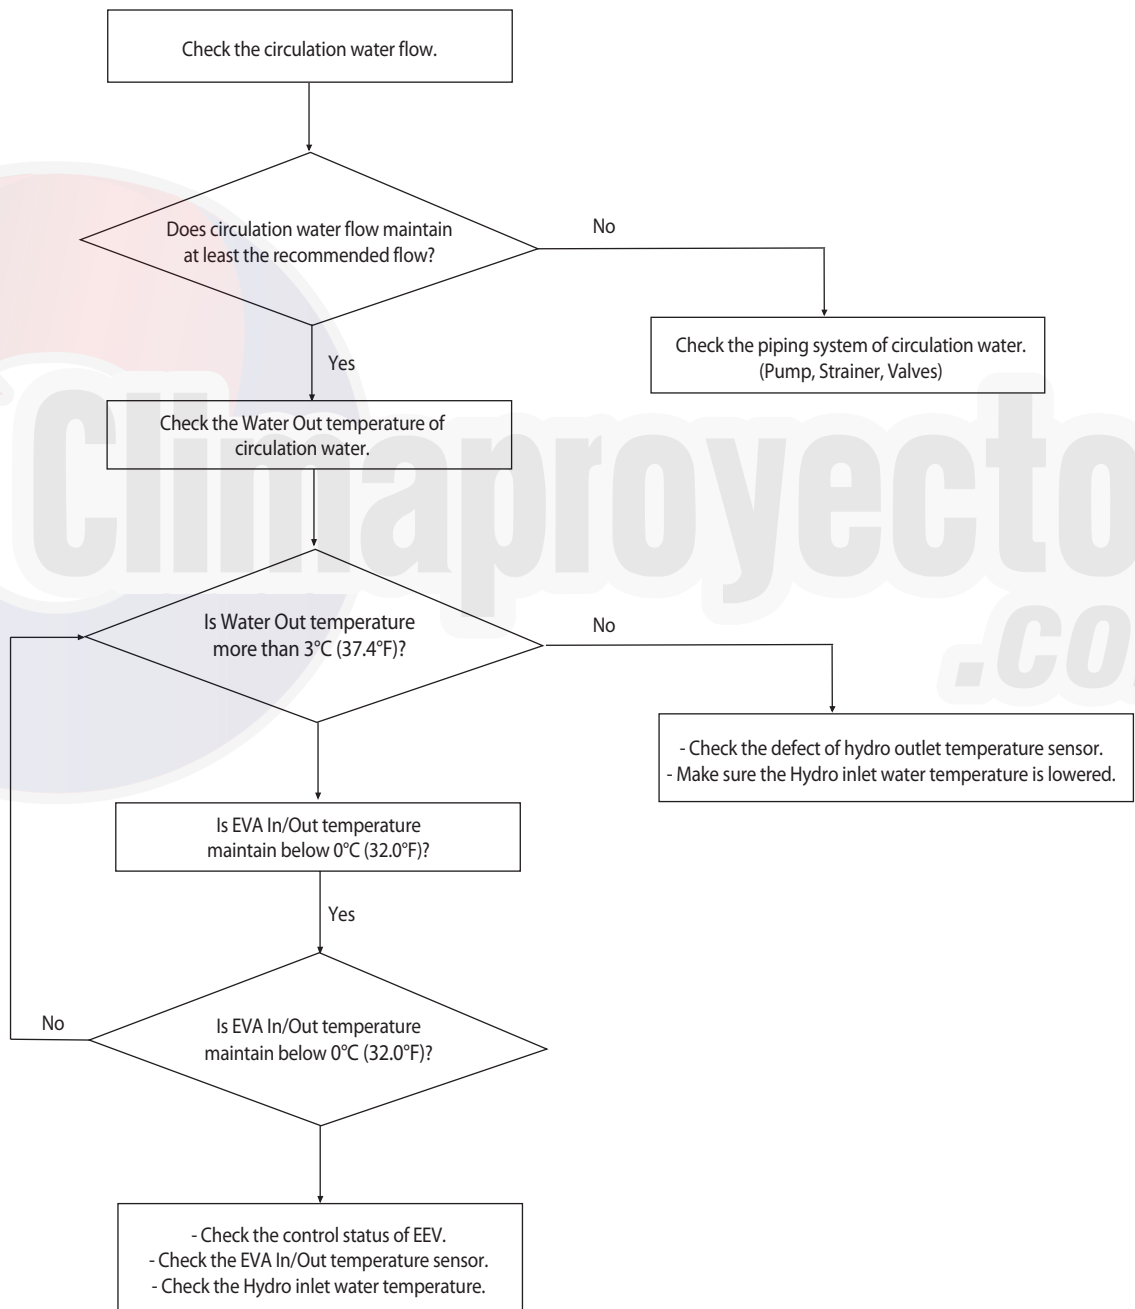 Check the circulation water flow.
Does circulation water flow maintain
at least the recommended flow?
No
Check the piping system of circulation water.
(Pump, Strainer, Valves)
Yes
Check the Water Out temperature of
circulation water.
Is Water Out temperature
more than 3°C (37.4°F)?
No
- Check the defect of hydro outlet temperature sensor.
- Make sure the Hydro inlet water temperature is lowered.
Is EVA In/Out temperature
maintain below 0°C (32.0°F)?
Yes
Is EVA In/Out temperature
maintain below 0°C (32.0°F)?
No
- Check the control status of EEV.
- Check the EVA In/Out temperature sensor.
- Check the Hydro inlet water temperature.
Climaproyecto
.co